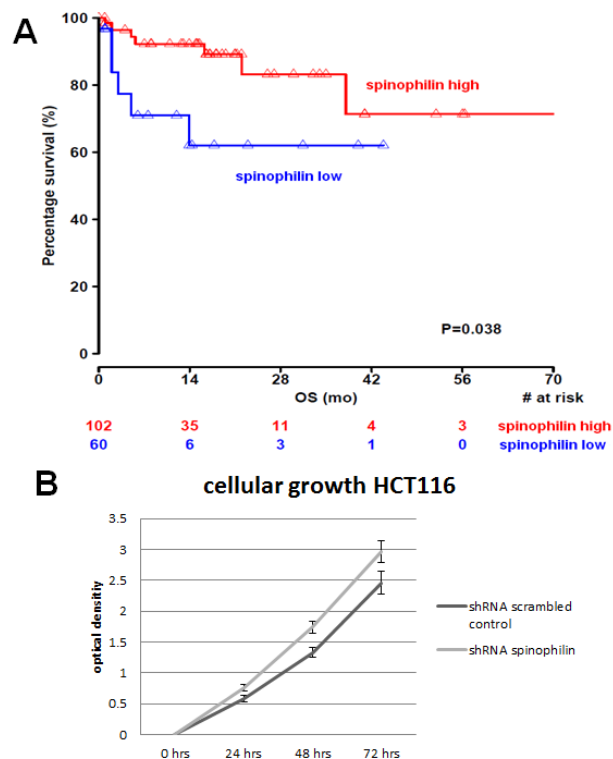 A
Percentage survival (%)
100
80
60
40
20
0
spinophilin high
spinophilin low
P=0.038
0 14 28 42 56 70
OS (mo) # at risk
102 35 11 4 3 spinophilin high
60 6 3 1 0 spinophilin low
B
cellular growth HCT116
optical densitiy
3.5
3
2.5
2
1.5
1
0.5
0
0 hrs 24 hrs 48 hrs 72 hrs
shRNA scrambled
control
shRNA spinophilin